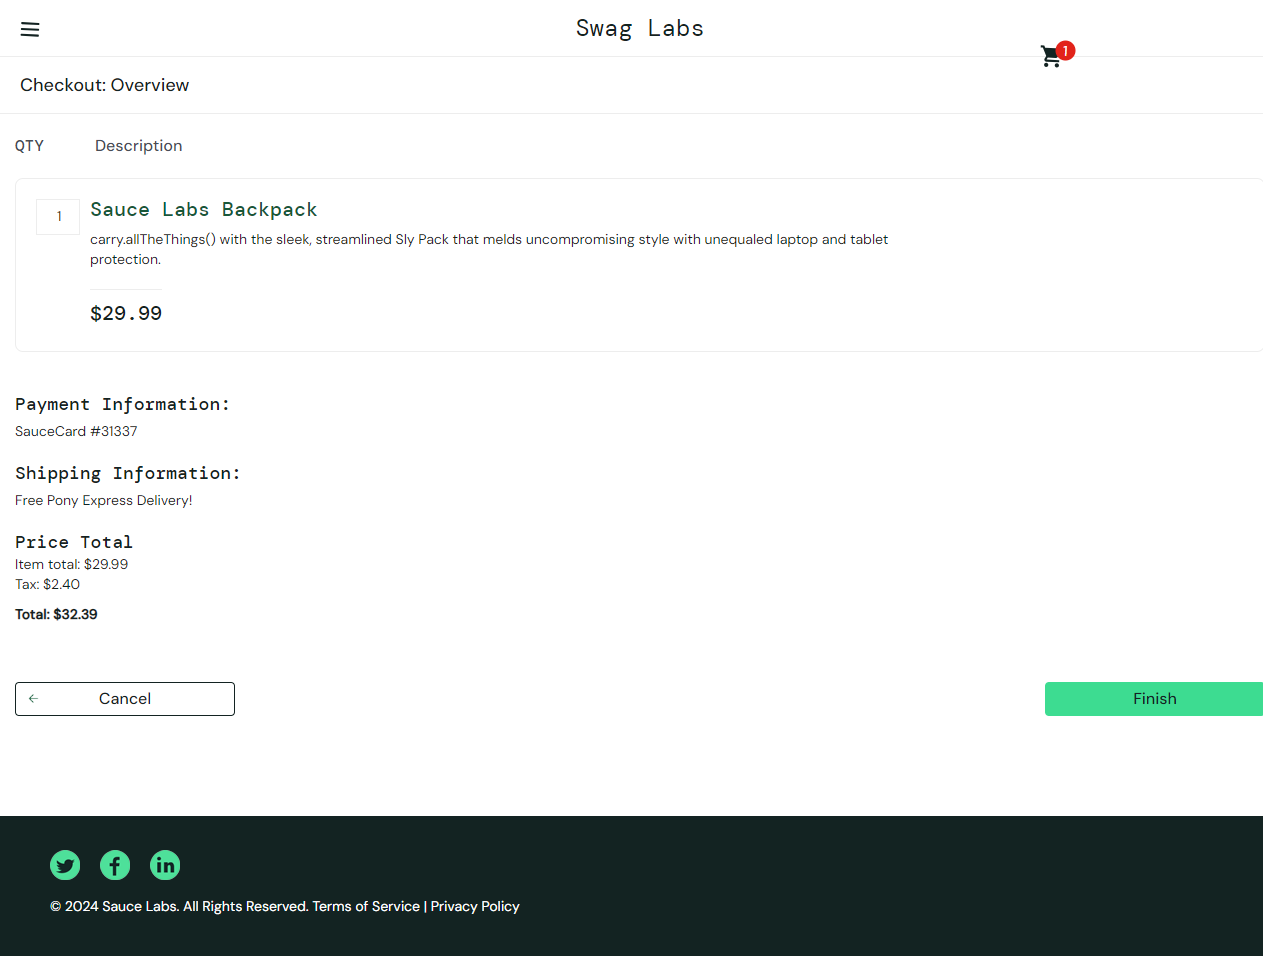 Swag Labs
1
Checkout: Overview
QTY Description
1
Sauce Labs Backpack
carry.allTheThings() with the sleek, streamlined Sly Pack that melds uncompromising style with unequaled laptop and tablet
protection.
$29.99
Payment Information:
SauceCard #31337
Shipping Information:
Free Pony Express Delivery!
Price Total
Item total: $29.99
Tax: $2.40
Total: $32.39
Cancel
Finish
© 2024 Sauce Labs. All Rights Reserved. Terms of Service | Privacy Policy